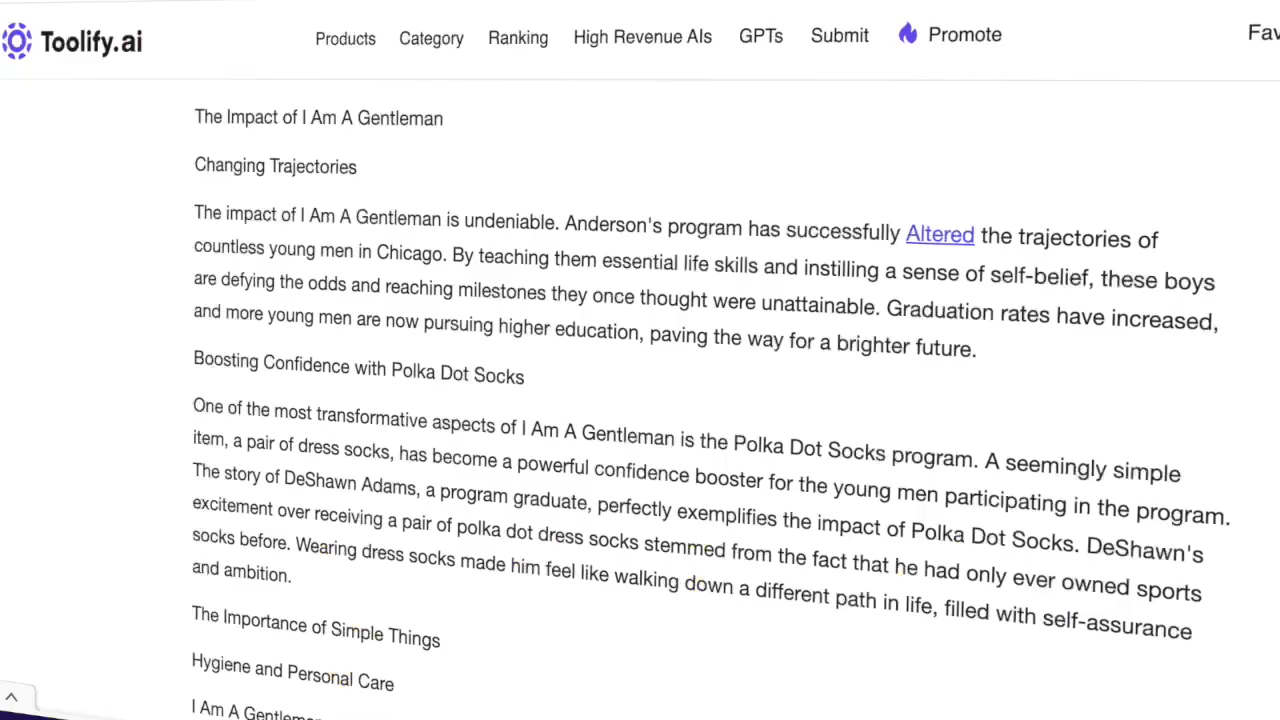 Toolify.ai
Products Category Ranking High Revenue AIs GPTs Submit Promote
The Impact of I Am A Gentleman
Changing Trajectories
The impact of I Am A Gentleman is undeniable. Anderson's program has successfully Altered the trajectories of
countless young men in Chicago. By teaching them essential life skills and instilling a sense of self-belief, these boys
are defying the odds and reaching milestones they once thought were unattainable. Graduation rates have increased,
and more young men are now pursuing higher education, paving the way for a brighter future.
Boosting Confidence with Polka Dot Socks
One of the most transformative aspects of I Am A Gentleman is the Polka Dot Socks program. A seemingly simple
item, a pair of dress socks, has become a powerful confidence booster for the young men participating in the program.
The story of DeShawn Adams, a program graduate, perfectly exemplifies the impact of Polka Dot Socks. DeShawn's
excitement over receiving a pair of polka dot dress socks stemmed from the fact that he had only ever owned sports
socks before. Wearing dress socks made him feel like walking down a different path in life, filled with self-assurance
and ambition.
The Importance of Simple Things
Hygiene and Personal Care
I Am A